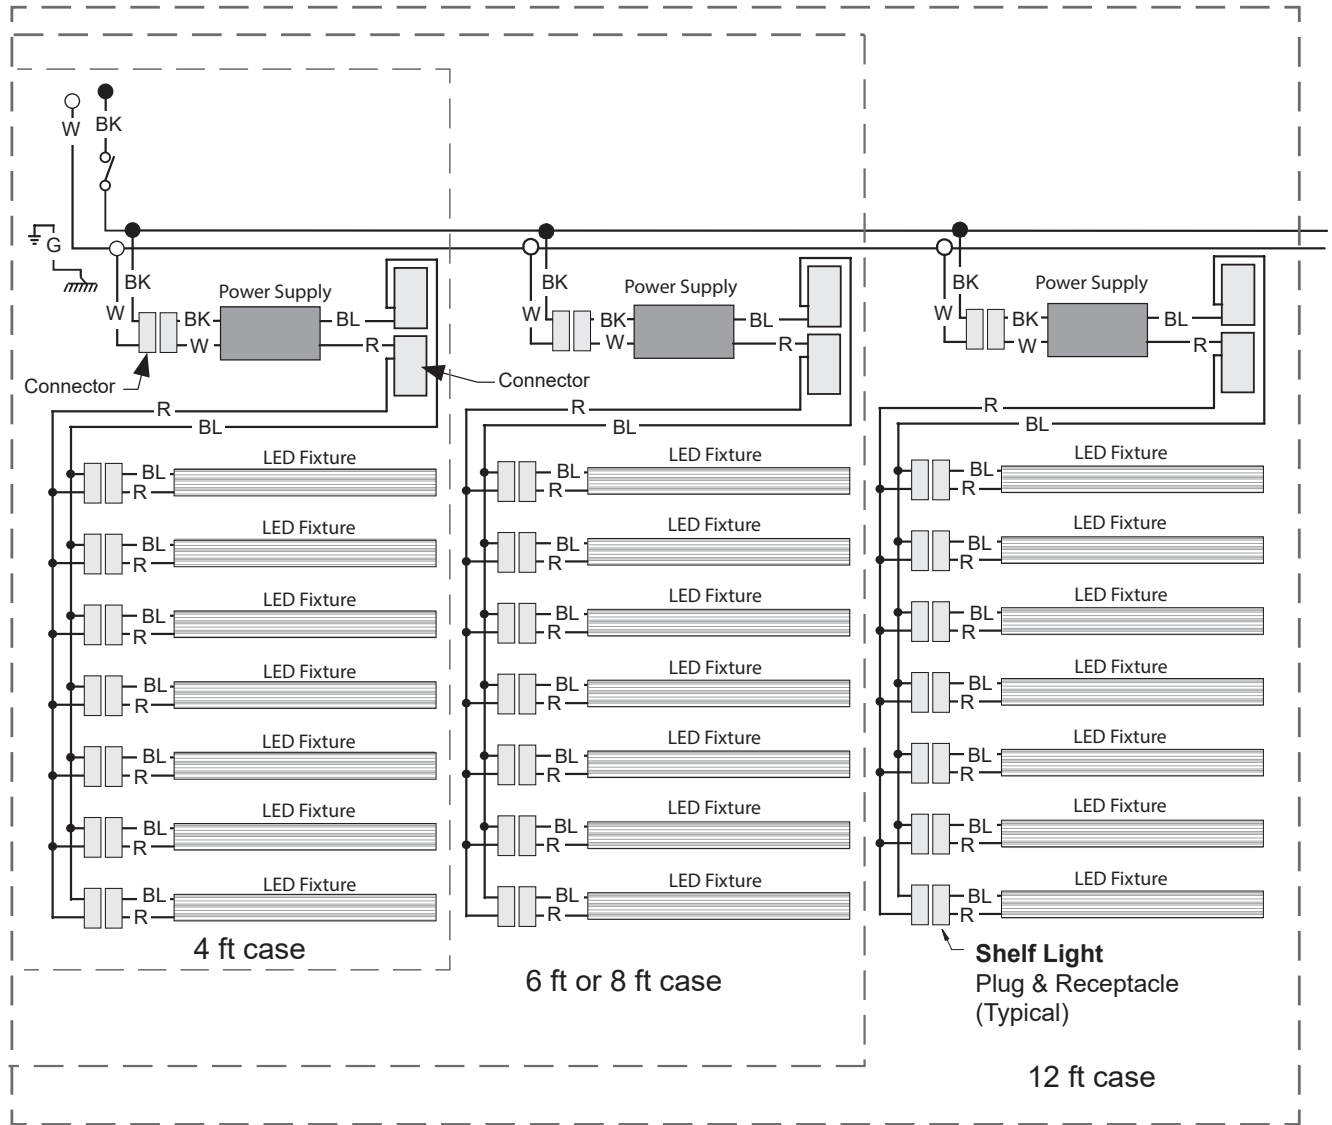 W
BK
G
BK
W
Power Supply
BK
W
BL
R
Connector
Connector
R
BL
LED Fixture
BL
R
LED Fixture
BL
R
LED Fixture
BL
R
LED Fixture
BL
R
LED Fixture
BL
R
LED Fixture
BL
R
LED Fixture
BL
R
4 ft case
BK
W
Power Supply
BK
W
BL
R
R
BL
LED Fixture
BL
R
LED Fixture
BL
R
LED Fixture
BL
R
LED Fixture
BL
R
LED Fixture
BL
R
LED Fixture
BL
R
LED Fixture
BL
R
6 ft or 8 ft case
BK
W
Power Supply
BK
W
BL
R
R
BL
LED Fixture
BL
R
LED Fixture
BL
R
LED Fixture
BL
R
LED Fixture
BL
R
LED Fixture
BL
R
LED Fixture
BL
R
LED Fixture
BL
R
Shelf Light
Plug & Receptacle
(Typical)
12 ft case